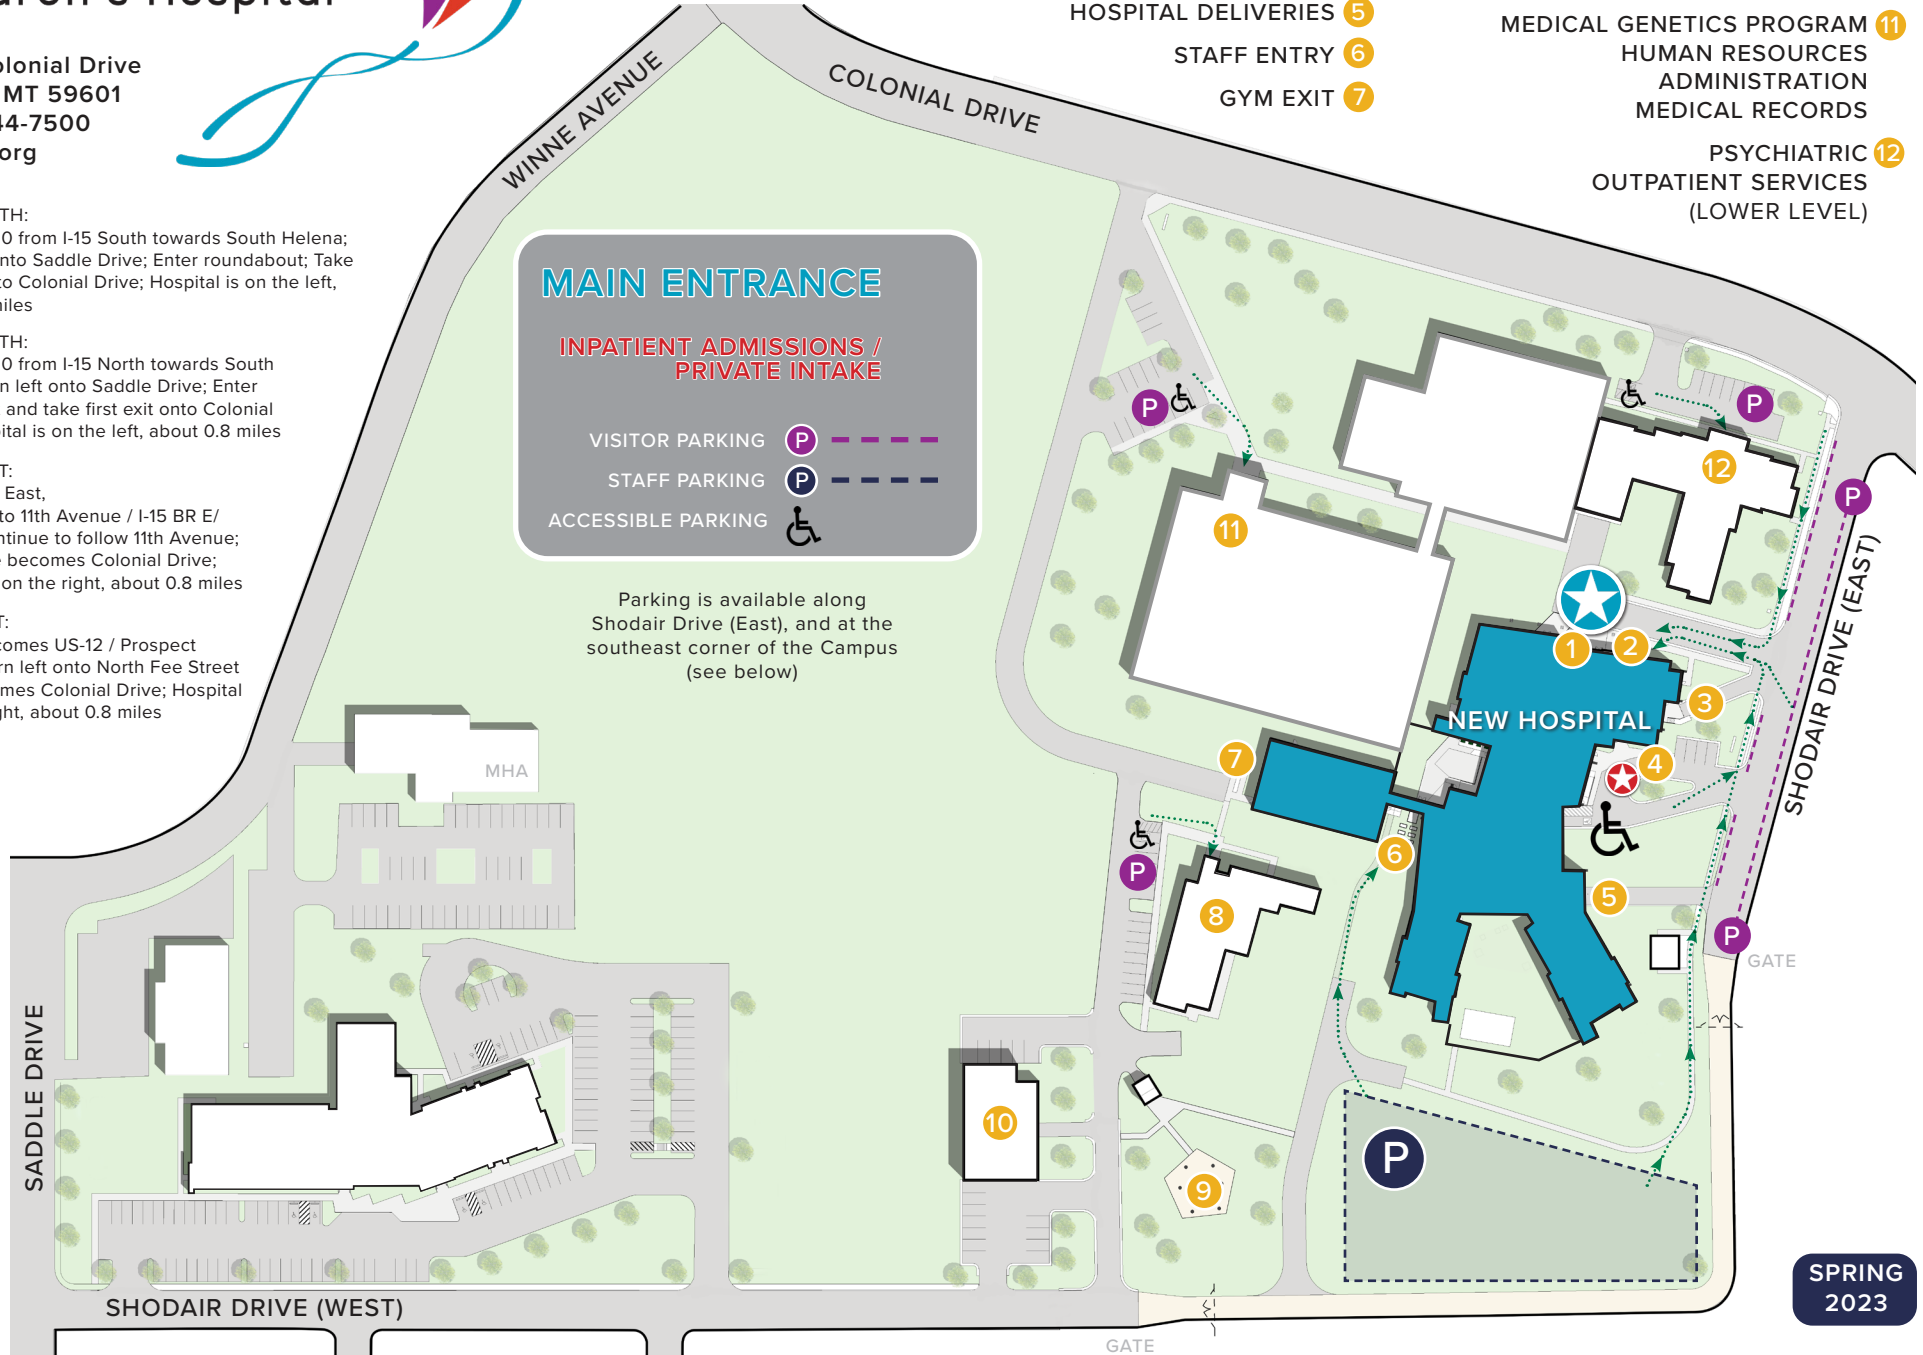 Hospital
Colonial Drive
MT 59601
44-7500
org
TH:
0 from I-15 South towards South Helena;
nto Saddle Drive; Enter roundabout; Take
to Colonial Drive; Hospital is on the left,
miles
TH:
0 from I-15 North towards South
n left onto Saddle Drive; Enter
and take first exit onto Colonial
pital is on the left, about 0.8 miles
T:
East,
to 11th Avenue / I-15 BR E/
ntinue to follow 11th Avenue;
e becomes Colonial Drive;
on the right, about 0.8 miles
T:
comes US-12 / Prospect
rn left onto North Fee Street
mes Colonial Drive; Hospital
ght, about 0.8 miles
HOSPITAL DELIVERIES 5
STAFF ENTRY 6
GYM EXIT 7
MEDICAL GENETICS PROGRAM 11
HUMAN RESOURCES
ADMINISTRATION
MEDICAL RECORDS
PSYCHIATRIC 12
OUTPATIENT SERVICES
(LOWER LEVEL)
WINNE AVENUE
COLONIAL DRIVE
MAIN ENTRANCE
INPATIENT ADMISSIONS /
PRIVATE INTAKE
VISITOR PARKING P
STAFF PARKING P
ACCESSIBLE PARKING
Parking is available along
Shodair Drive (East), and at the
southeast corner of the Campus
(see below)
P
P
12
P
11
SHODAIR DRIVE (EAST)
1
2
3
NEW HOSPITAL
4
7
MHA
6
P
5
8
P
GATE
SADDLE DRIVE
10
P
9
SHODAIR DRIVE (WEST)
GATE
SPRING
2023